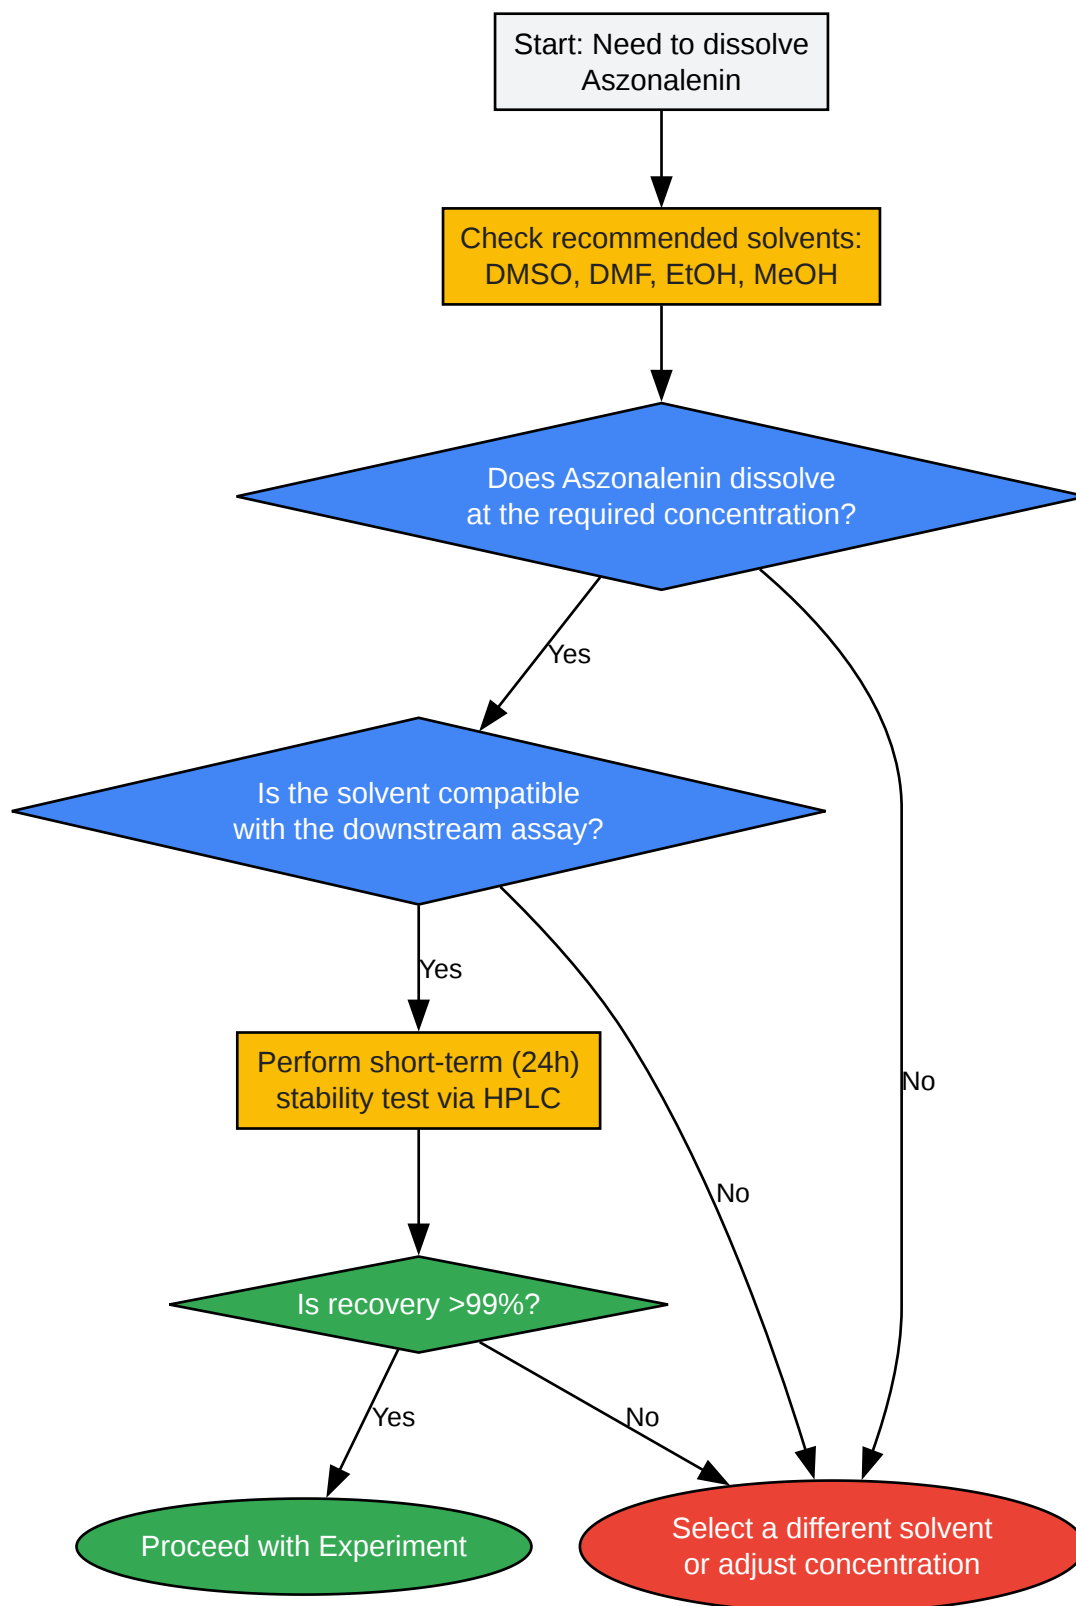 Start: Need to dissolve
Aszonalenin
Check recommended solvents:
DMSO, DMF, EtOH, MeOH
Does Aszonalenin dissolve
at the required concentration?
Yes
Is the solvent compatible
with the downstream assay?
Yes
Perform short-term (24h)
stability test via HPLC
No
No
Is recovery >99%?
Yes
No
Proceed with Experiment
Select a different solvent
or adjust concentration